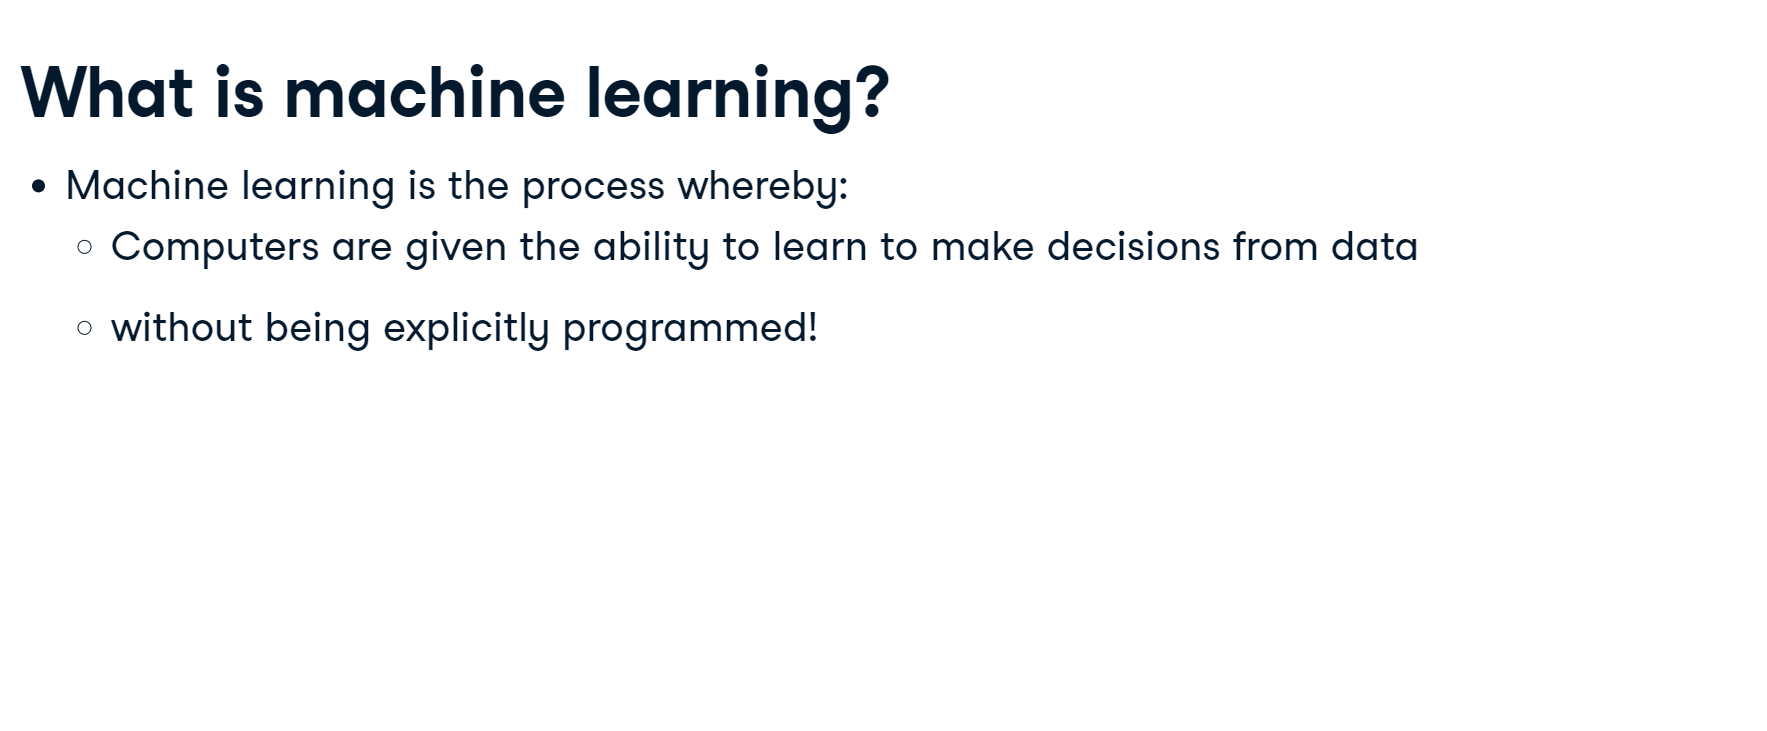 What is machine learning?
Machine learning is the process whereby:
Computers are given the ability to learn to make decisions from data
without being explicitly programmed!